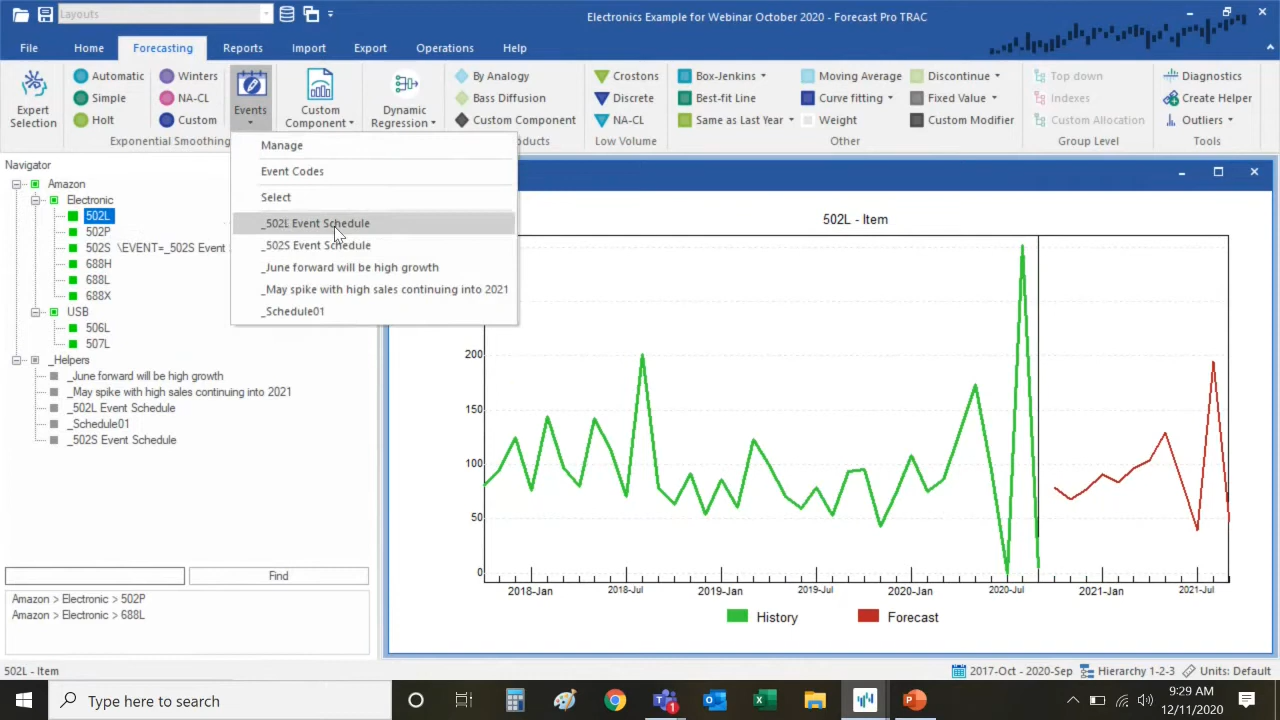 Layouts
Electronics Example for Webinar October 2020 - Forecast Pro TRAC
File Home Forecasting Reports Import Export Operations Help
Expert Selection
Automatic
Simple
Holt
Winters
NA-CL
Custom
Exponential Smoothing
Events
Custom Component
Dynamic Regression
By Analogy
Bass Diffusion
Custom Component
Crostons
Discrete
NA-CL
Low Volume
Box-Jenkins
Best-fit Line
Same as Last Year
Moving Average
Curve fitting
Weight
Discontinue
Fixed Value
Custom Modifier
Other
Top down
Indexes
Custom Allocation
Group Level
Diagnostics
Create Helper
Outliers
Tools
Manage
Event Codes
Select
_502L Event Schedule
_502S Event Schedule
_June forward will be high growth
_May spike with high sales continuing into 2021
_Schedule01
Navigator
Amazon
Electronic
502L
502P
502S \EVENT=_502S Event
688H
688L
688X
USB
506L
507L
_Helpers
_June forward will be high growth
_May spike with high sales continuing into 2021
_502L Event Schedule
_Schedule01
_502S Event Schedule
Find
Amazon > Electronic > 502P
Amazon > Electronic > 688L
502L - Item
200
150
100
50
0
2018-Jan 2018-Jul 2019-Jan 2019-Jul 2020-Jan 2020-Jul 2021-Jan 2021-Jul
History Forecast
502L - Item
2017-Oct - 2020-Sep Hierarchy 1-2-3 Units: Default
Type here to search
1
9:29 AM
12/11/2020